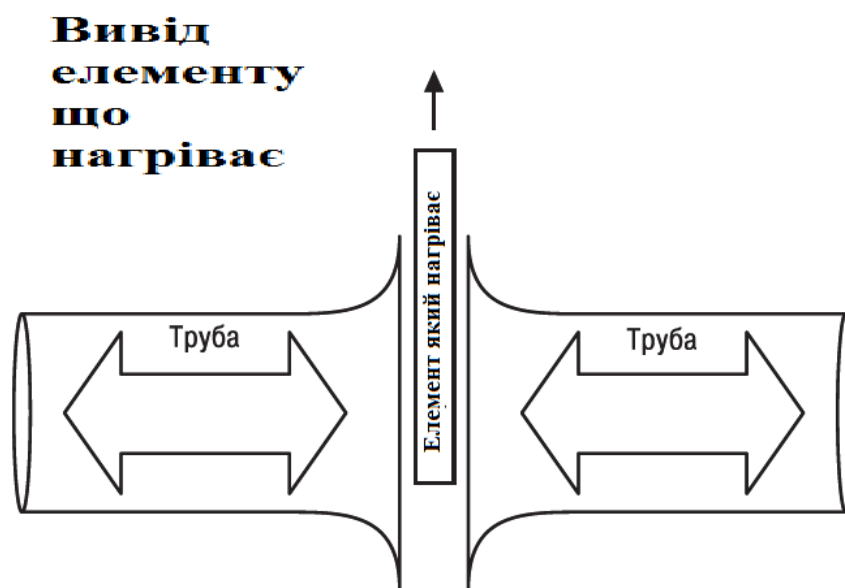 Вивід
елементу
що
нагріває
Елемент який нагріває
Труба
Труба